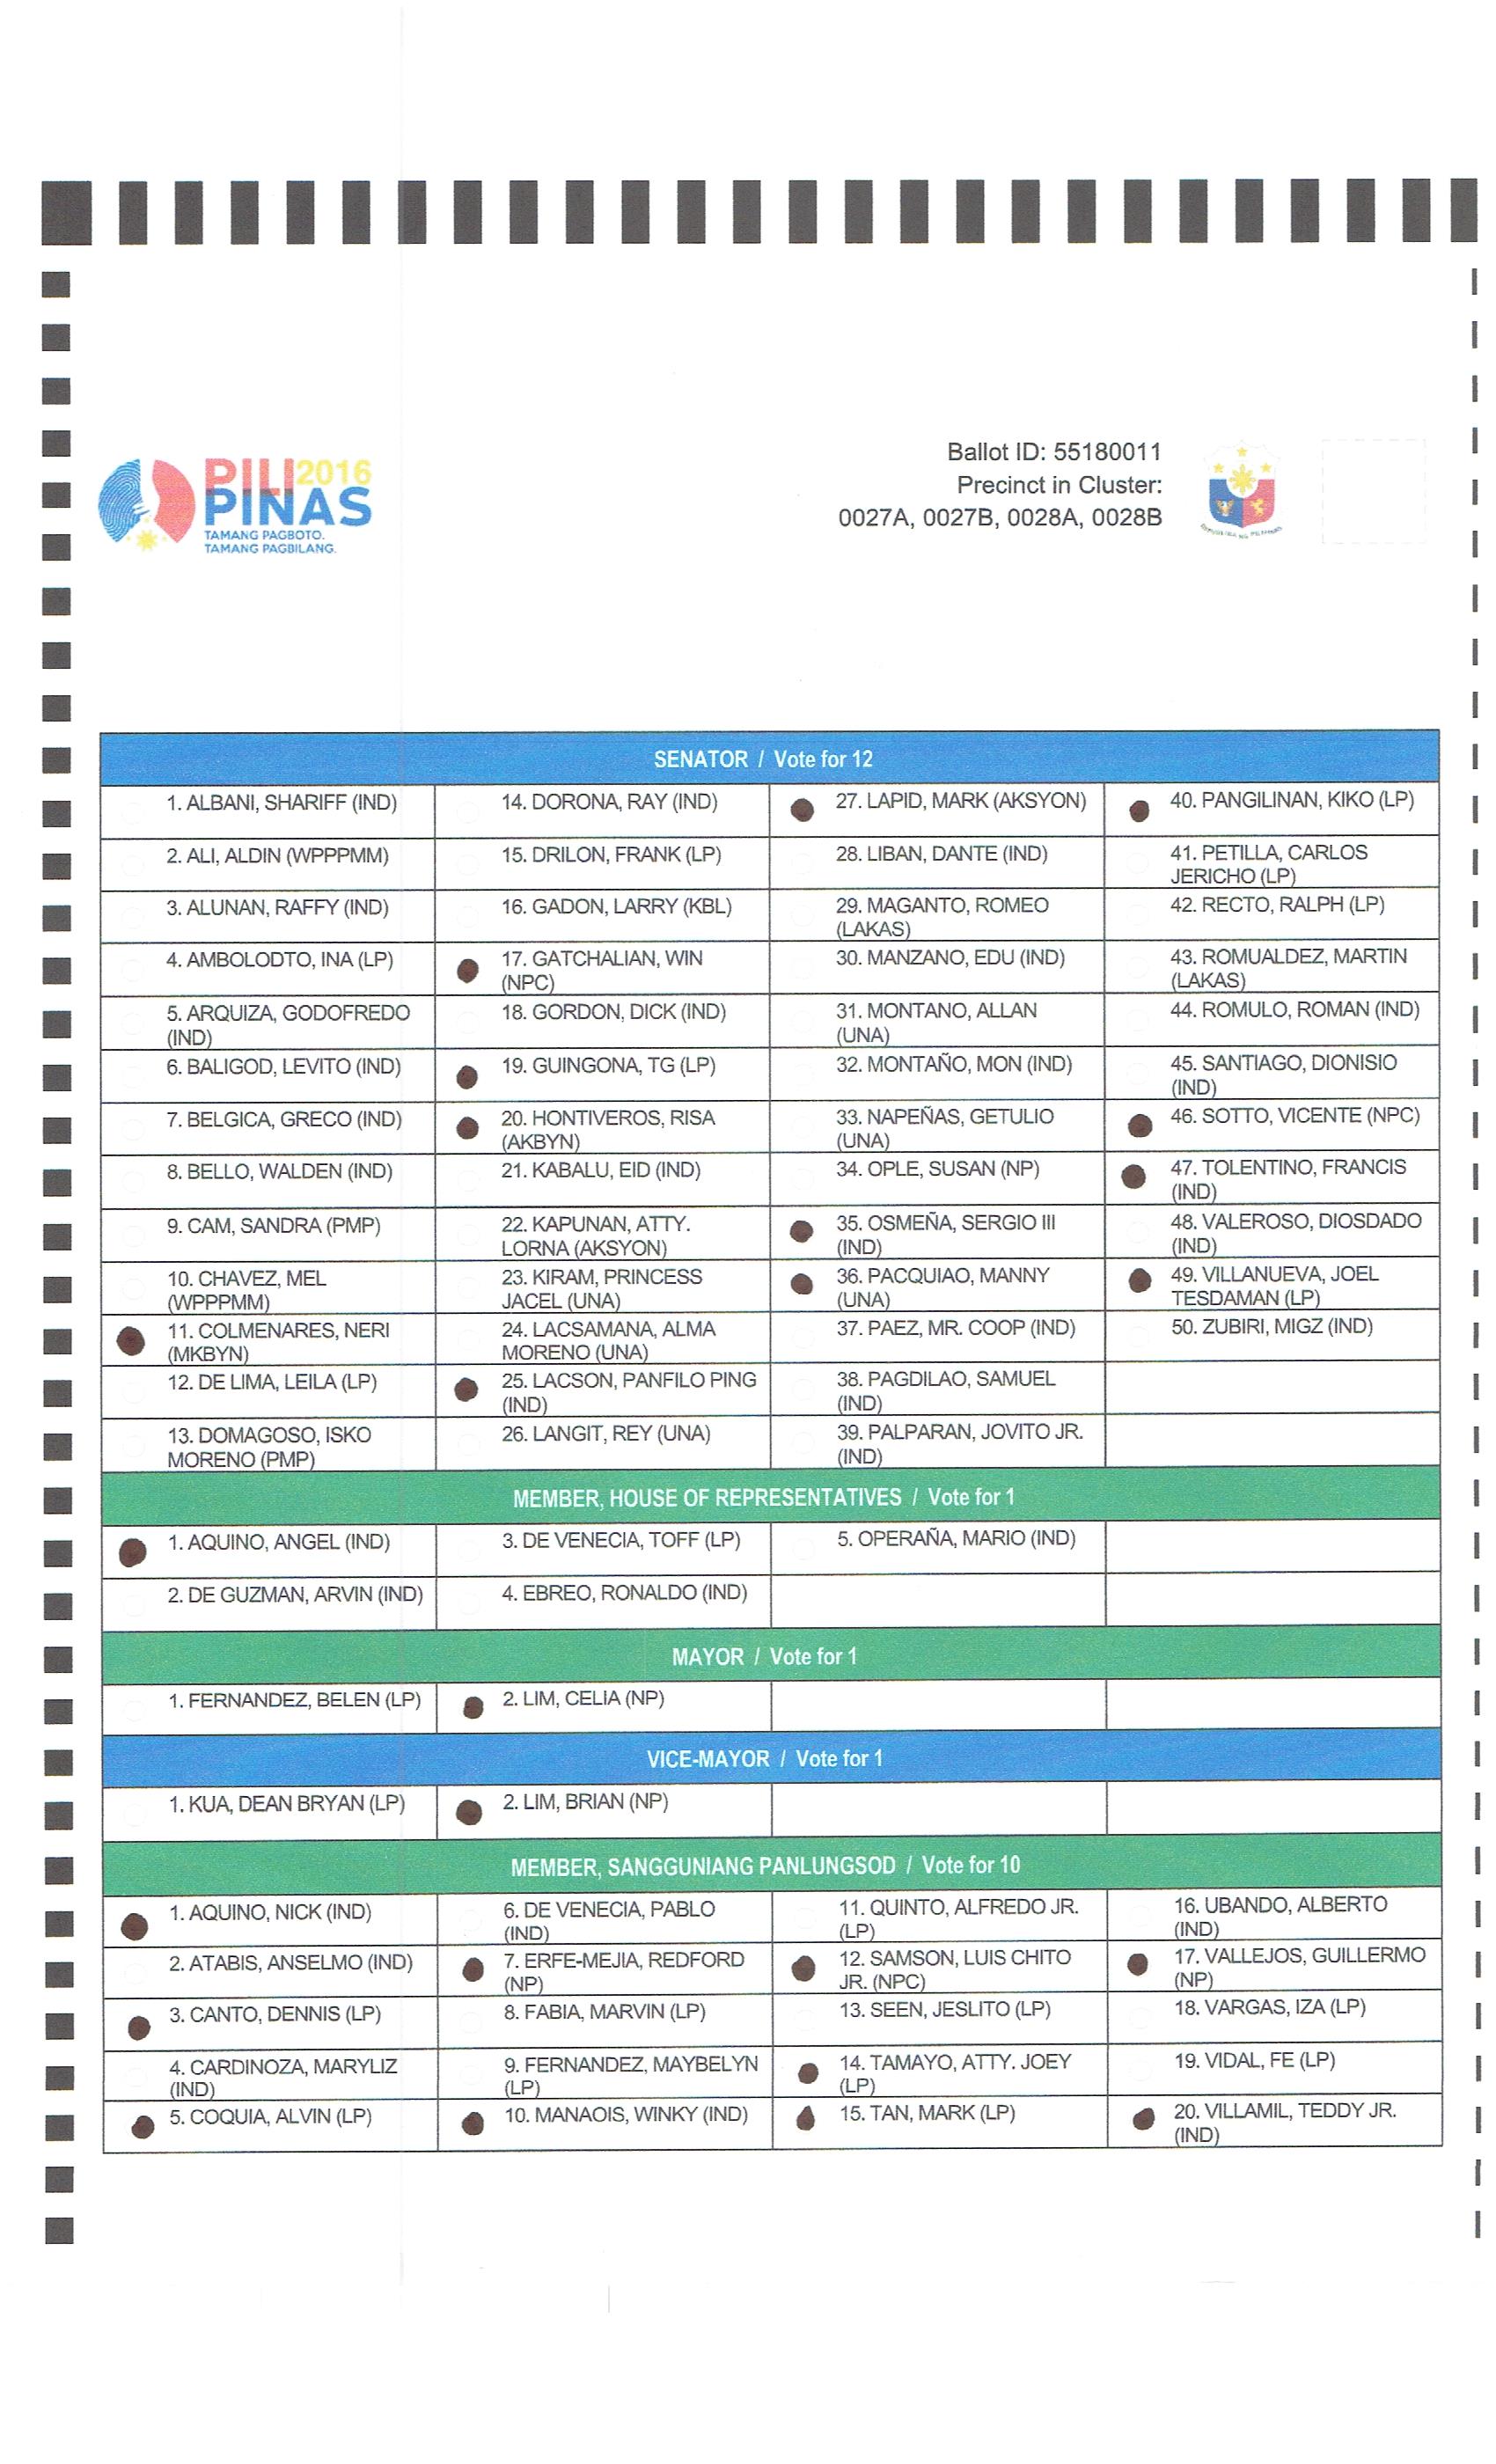 PILI 2016
PINAS
TAMANG PAGBOTO.
TAMANG PAGBILANG.
Ballot ID: 55180011
Precinct in Cluster:
0027A, 0027B, 0028A, 0028B
SENATOR / Vote for 12
1. ALBANI, SHARIFF (IND)
14. DORONA, RAY (IND)
27. LAPID, MARK (AKSYON)
40. PANGILINAN, KIKO (LP)
2. ALI, ALDIN (WPPPMM)
15. DRILON, FRANK (LP)
28. LIBAN, DANTE (IND)
41. PETILLA, CARLOS
JERICHO (LP)
3. ALUNAN, RAFFY (IND)
16. GADON, LARRY (KBL)
29. MAGANTO, ROMEO
(LAKAS)
42. RECTO, RALPH (LP)
4. AMBOLODTO, INA (LP)
17. GATCHALIAN, WIN
(NPC)
30. MANZANO, EDU (IND)
43. ROMUALDEZ, MARTIN
(LAKAS)
5. ARQUIZA, GODOFREDO
(IND)
18. GORDON, DICK (IND)
31. MONTANO, ALLAN
(UNA)
44. ROMULO, ROMAN (IND)
6. BALIGOD, LEVITO (IND)
19. GUINGONA, TG (LP)
32. MONTAÑO, MON (IND)
45. SANTIAGO, DIONISIO
(IND)
7. BELGICA, GRECO (IND)
20. HONTIVEROS, RISA
(AKBYN)
33. NAPEÑAS, GETULIO
(UNA)
46. SOTTO, VICENTE (NPC)
8. BELLO, WALDEN (IND)
21. KABALU, EID (IND)
34. OPLE, SUSAN (NP)
47. TOLENTINO, FRANCIS
(IND)
9. CAM, SANDRA (PMP)
22. KAPUNAN, ATTY.
LORNA (AKSYON)
35. OSMEÑA, SERGIO III
(IND)
48. VALEROSO, DIOSDADO
(IND)
10. CHAVEZ, MEL
(WPPPMM)
23. KIRAM, PRINCESS
JACEL (UNA)
36. PACQUIAO, MANNY
(UNA)
49. VILLANUEVA, JOEL
TESDAMAN (LP)
11. COLMENARES, NERI
(MKBYN)
24. LACSAMANA, ALMA
MORENO (UNA)
37. PAEZ, MR. COOP (IND)
50. ZUBIRI, MIGZ (IND)
12. DE LIMA, LEILA (LP)
25. LACSON, PANFILO PING
(IND)
38. PAGDILAO, SAMUEL
(IND)
13. DOMAGOSO, ISKO
MORENO (PMP)
26. LANGIT, REY (UNA)
39. PALPARAN, JOVITO JR.
(IND)
MEMBER, HOUSE OF REPRESENTATIVES / Vote for 1
1. AQUINO, ANGEL (IND)
3. DE VENECIA, TOFF (LP)
5. OPERAÑA, MARIO (IND)
2. DE GUZMAN, ARVIN (IND)
4. EBREO, RONALDO (IND)
MAYOR / Vote for 1
1. FERNANDEZ, BELEN (LP)
2. LIM, CELIA (NP)
VICE-MAYOR / Vote for 1
1. KUA, DEAN BRYAN (LP)
2. LIM, BRIAN (NP)
MEMBER, SANGGUNIANG PANLUNGSOD / Vote for 10
1. AQUINO, NICK (IND)
6. DE VENECIA, PABLO
(IND)
11. QUINTO, ALFREDO JR.
(LP)
16. UBANDO, ALBERTO
(IND)
2. ATABIS, ANSELMO (IND)
7. ERFE-MEJIA, REDFORD
(NP)
12. SAMSON, LUIS CHITO
JR. (NPC)
17. VALLEJOS, GUILLERMO
(NP)
3. CANTO, DENNIS (LP)
8. FABIA, MARVIN (LP)
13. SEEN, JESLITO (LP)
18. VARGAS, IZA (LP)
4. CARDINOZA, MARYLIZ
(IND)
9. FERNANDEZ, MAYBELYN
(LP)
14. TAMAYO, ATTY. JOEY
(LP)
19. VIDAL, FE (LP)
5. COQUIA, ALVIN (LP)
10. MANAOIS, WINKY (IND)
15. TAN, MARK (LP)
20. VILLAMIL, TEDDY JR.
(IND)